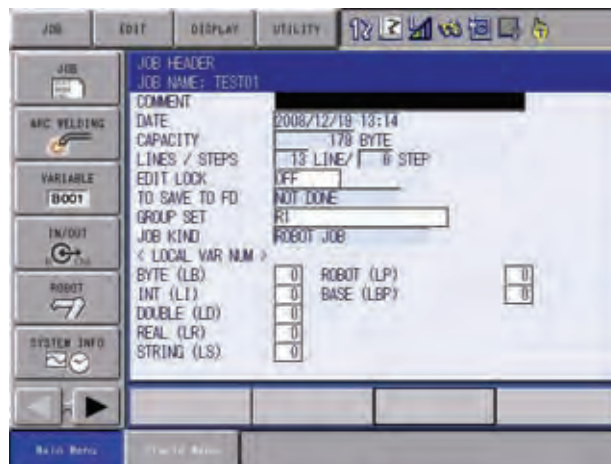 JOB EDIT DISPLAY UTILITY
JOB HEADER
JOB NAME: TEST01
JOB
ARC WELDING
VARIABLE
B001
IN/OUT
ROBOT
SYSTEM INFO
COMMENT
DATE 2008/12/19 13:14
CAPACITY 179 BYTE
LINES / STEPS 13 LINE/ 6 STEP
EDIT LOCK OFF
TO SAVE TO FD NOT DONE
GROUP SET R1
JOB KIND ROBOT JOB
< LOCAL VAR NUM >
BYTE (LB) 0 ROBOT (LP) 0
INT (LI) 0 BASE (LBP) 0
DOUBLE (LD) 0
REAL (LR) 0
STRING (LS) 0
Main Menu